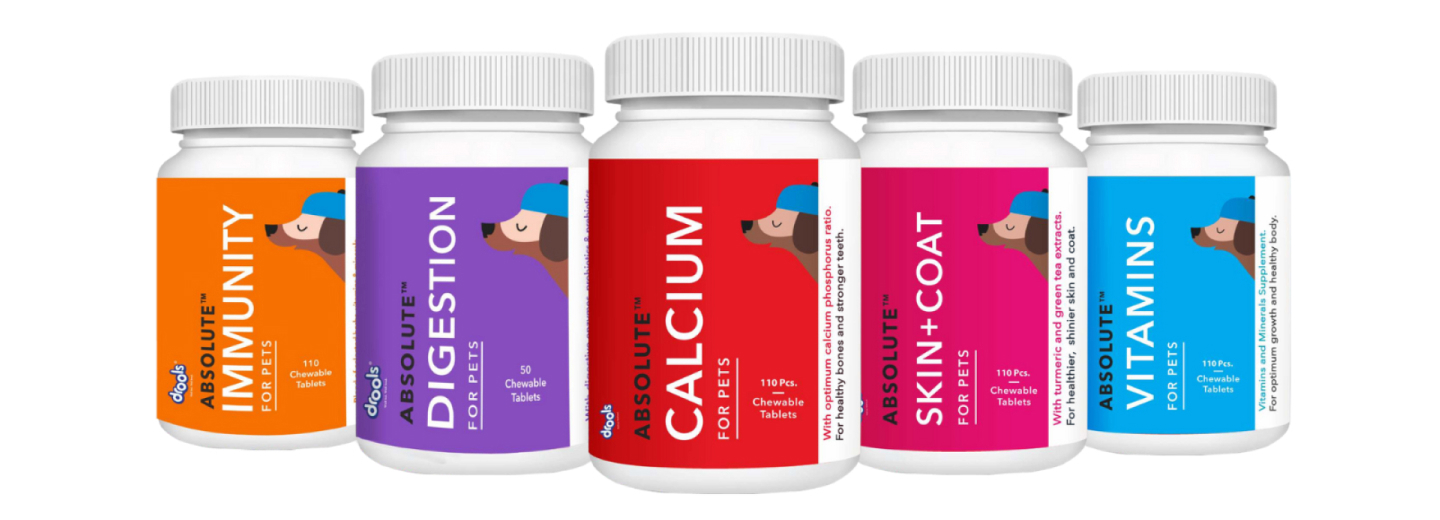 drools
ABSOLUTE™
IMMUNITY
FOR PETS
110
Chewable
Tablets
drools
ABSOLUTE™
DIGESTION
FOR PETS
50
Chewable
Tablets
drools
ABSOLUTE™
CALCIUM
FOR PETS
110 Pcs.
Chewable
Tablets
With optimum calcium phosphorus ratio.
For healthy bones and stronger teeth.
ABSOLUTE™
SKIN+COAT
FOR PETS
110 Pcs.
Chewable
Tablets
With turmeric and green tea extracts.
For healthier, shinier skin and coat.
ABSOLUTE™
VITAMINS
FOR PETS
110 Pcs.
Chewable
Tablets
Vitamins and Minerals Supplement.
For optimum growth and healthy body.